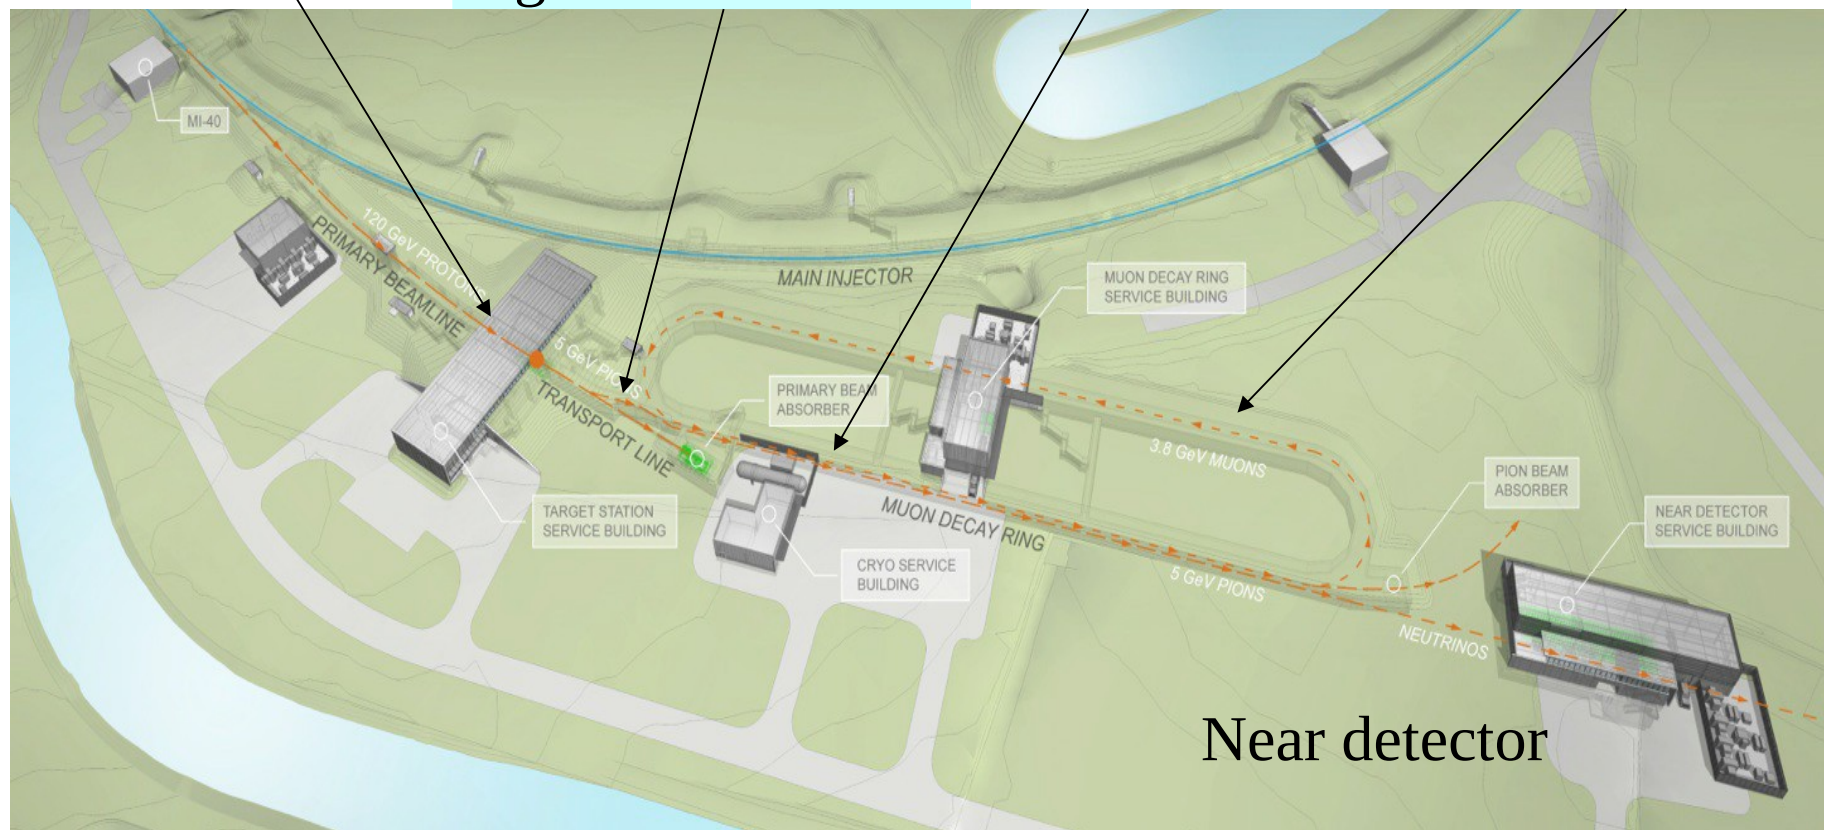 MI-40
120 GeV PROTONS
PRIMARY BEAMLINE
MAIN INJECTOR
MUON DECAY RING
SERVICE BUILDING
5 GeV PIONS
TRANSPORT LINE
PRIMARY BEAM
ABSORBER
3.8 GeV MUONS
PION BEAM
ABSORBER
TARGET STATION
SERVICE BUILDING
MUON DECAY RING
NEAR DETECTOR
SERVICE BUILDING
CRYO SERVICE
BUILDING
5 GeV PIONS
NEUTRINOS
Near detector